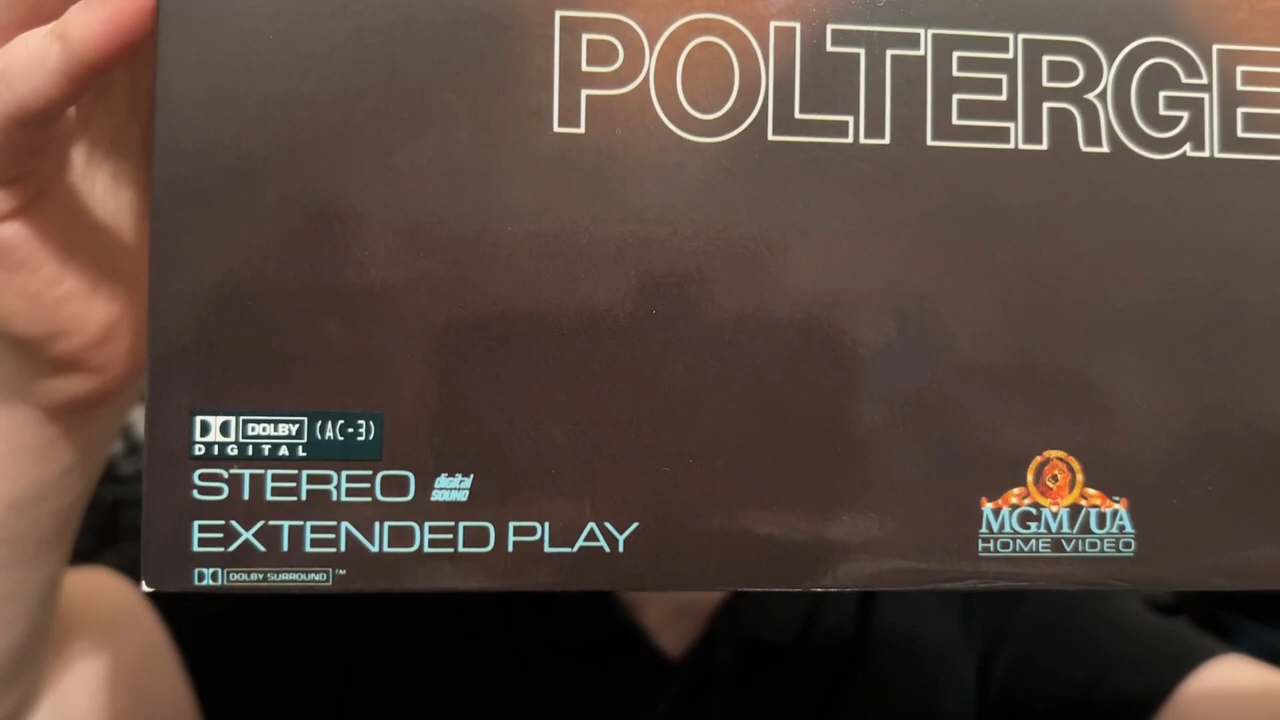 POLTERGE
DOLBY (AC-3)
DIGITAL
STEREO digital SOUND
EXTENDED PLAY
DOLBY SURROUND ™
MGM/UA
HOME VIDEO